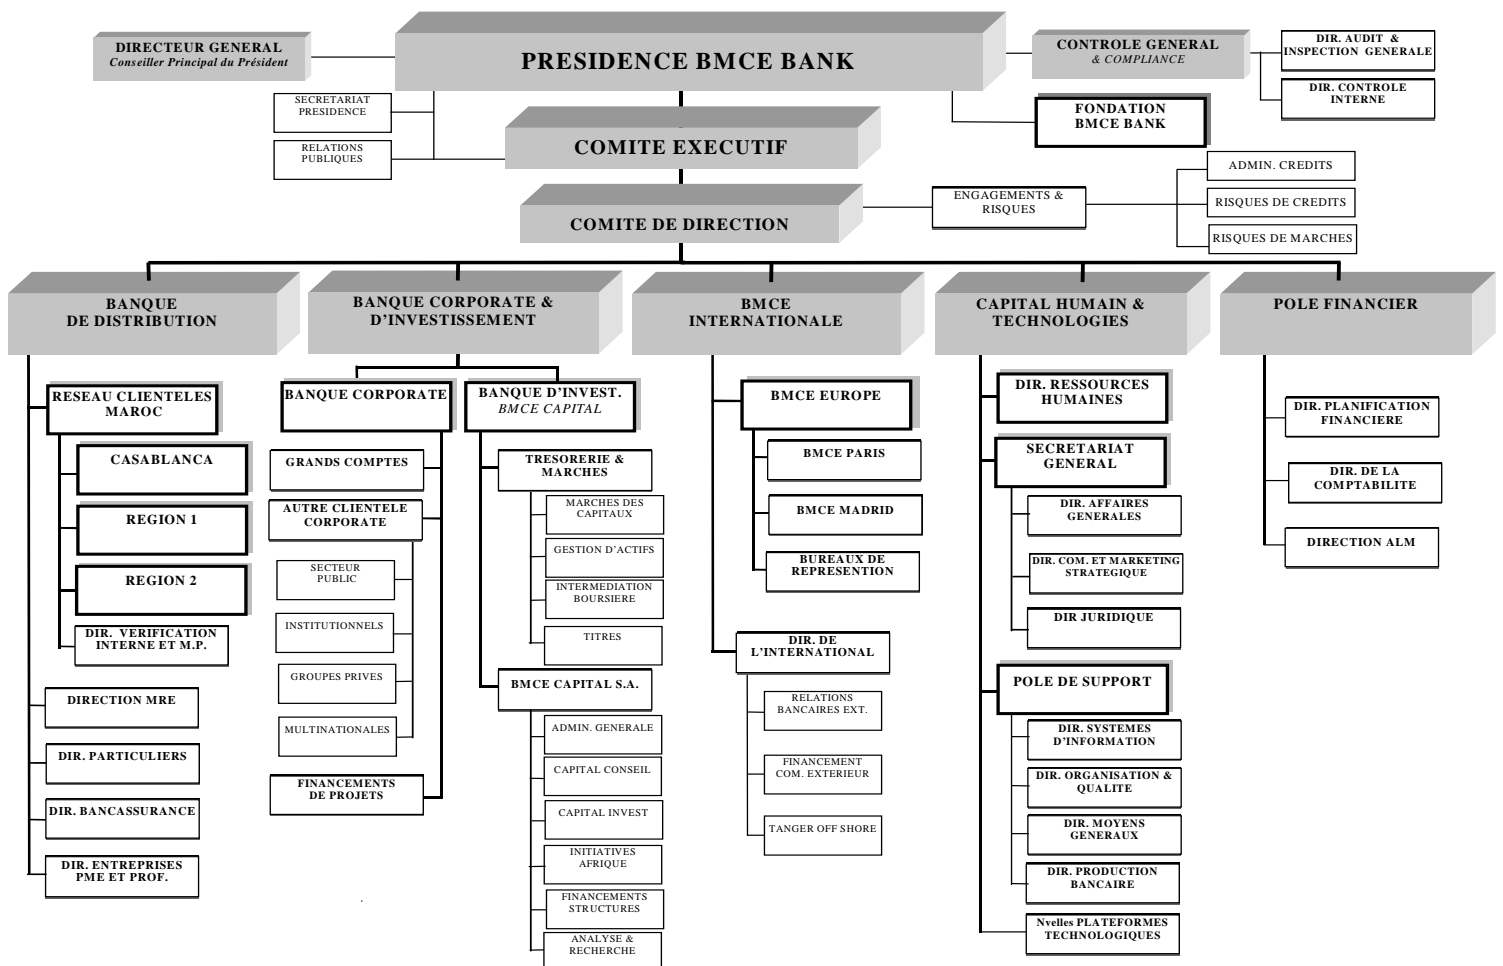 DIRECTEUR GENERAL
Conseiller Principal du Président
PRESIDENCE BMCE BANK
CONTROLE GENERAL
& COMPLIANCE
DIR. AUDIT &
INSPECTION GENERALE
DIR. CONTROLE
INTERNE
SECRETARIAT
PRESIDENCE
RELATIONS
PUBLIQUES
FONDATION
BMCE BANK
COMITE EXECUTIF
COMITE DE DIRECTION
ENGAGEMENTS &
RISQUES
ADMIN. CREDITS
RISQUES DE CREDITS
RISQUES DE MARCHES
BANQUE
DE DISTRIBUTION
RESEAU CLIENTELES
MAROC
CASABLANCA
REGION 1
REGION 2
DIR. VERIFICATION
INTERNE ET M.P.
DIRECTION MRE
DIR. PARTICULIERS
DIR. BANCASSURANCE
DIR. ENTREPRISES
PME ET PROF.
BANQUE CORPORATE &
D'INVESTISSEMENT
BANQUE CORPORATE
GRANDS COMPTES
AUTRE CLIENTELE
CORPORATE
SECTEUR
PUBLIC
INSTITUTIONNELS
GROUPES PRIVES
MULTINATIONALES
FINANCEMENTS
DE PROJETS
BANQUE D'INVEST.
BMCE CAPITAL
TRESORERIE &
MARCHES
MARCHES DES
CAPITAUX
GESTION D'ACTIFS
INTERMEDIATION
BOURSIERE
TITRES
BMCE CAPITAL S.A.
ADMIN. GENERALE
CAPITAL CONSEIL
CAPITAL INVEST
INITIATIVES
AFRIQUE
FINANCEMENTS
STRUCTURES
ANALYSE &
RECHERCHE
BMCE
INTERNATIONALE
BMCE EUROPE
BMCE PARIS
BMCE MADRID
BUREAUX DE
REPRESENTION
DIR. DE
L'INTERNATIONAL
RELATIONS
BANCAIRES EXT.
FINANCEMENT
COM. EXTERIEUR
TANGER OFF SHORE
CAPITAL HUMAIN &
TECHNOLOGIES
DIR. RESSOURCES
HUMAINES
SECRETARIAT
GENERAL
DIR. AFFAIRES
GENERALES
DIR. COM. ET MARKETING
STRATEGIQUE
DIR JURIDIQUE
POLE DE SUPPORT
DIR. SYSTEMES
D'INFORMATION
DIR. ORGANISATION &
QUALITE
DIR. MOYENS
GENERAUX
DIR. PRODUCTION
BANCAIRE
Nvelles PLATEFORMES
TECHNOLOGIQUES
POLE FINANCIER
DIR. PLANIFICATION
FINANCIERE
DIR. DE LA
COMPTABILITE
DIRECTION ALM